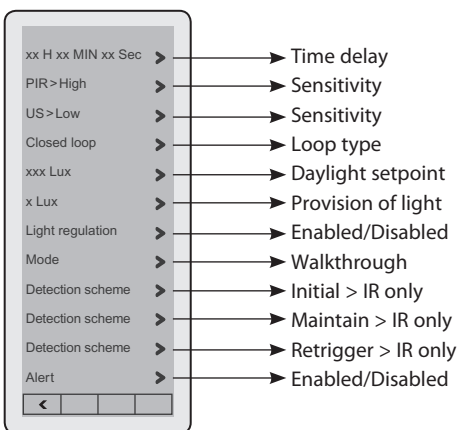 xx H xx MIN xx Sec > Time delay
PIR>High > Sensitivity
US>Low > Sensitivity
Closed loop > Loop type
xxx Lux > Daylight setpoint
x Lux > Provision of light
Light regulation > Enabled/Disabled
Mode > Walkthrough
Detection scheme > Initial > IR only
Detection scheme > Maintain > IR only
Detection scheme > Retrigger > IR only
Alert > Enabled/Disabled
<